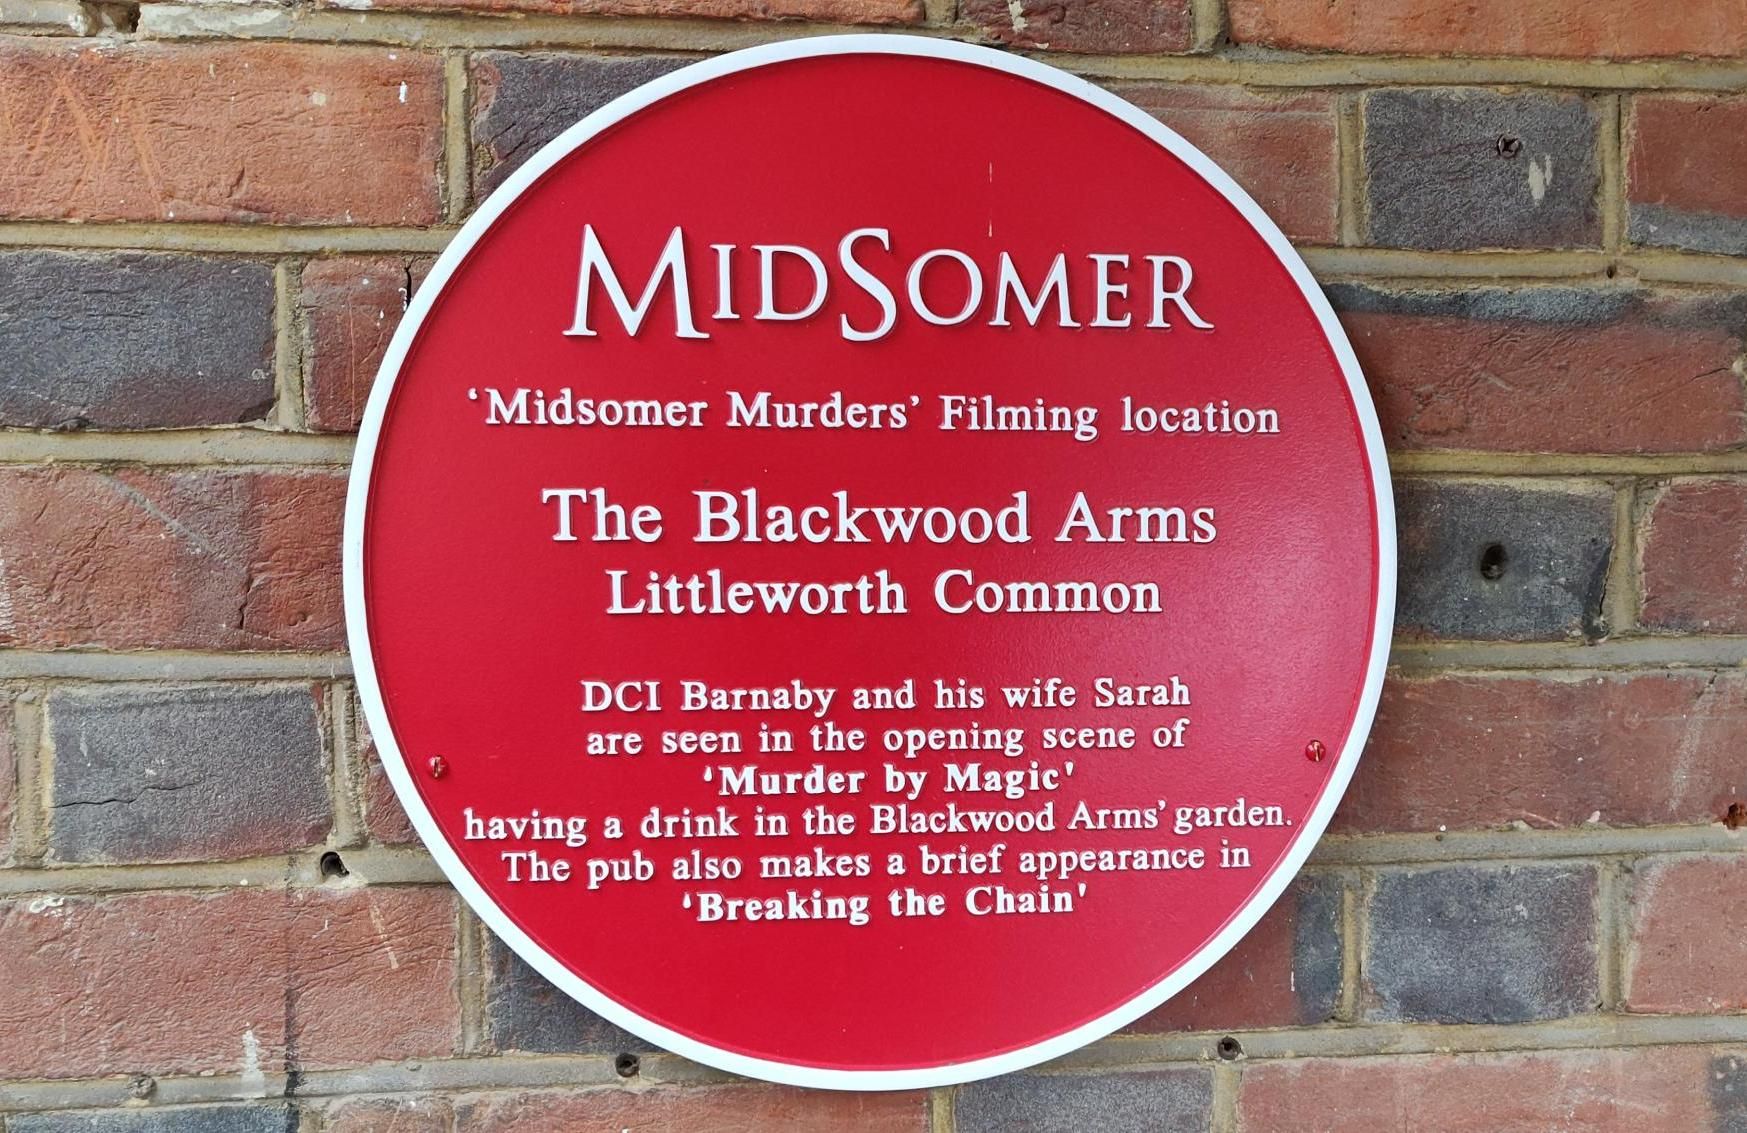 MIDSOMER
‘Midsomer Murders’ Filming location
The Blackwood Arms
Littleworth Common
DCI Barnaby and his wife Sarah
are seen in the opening scene of
‘Murder by Magic'
having a drink in the Blackwood Arms’ garden.
The pub also makes a brief appearance in
‘Breaking the Chain'